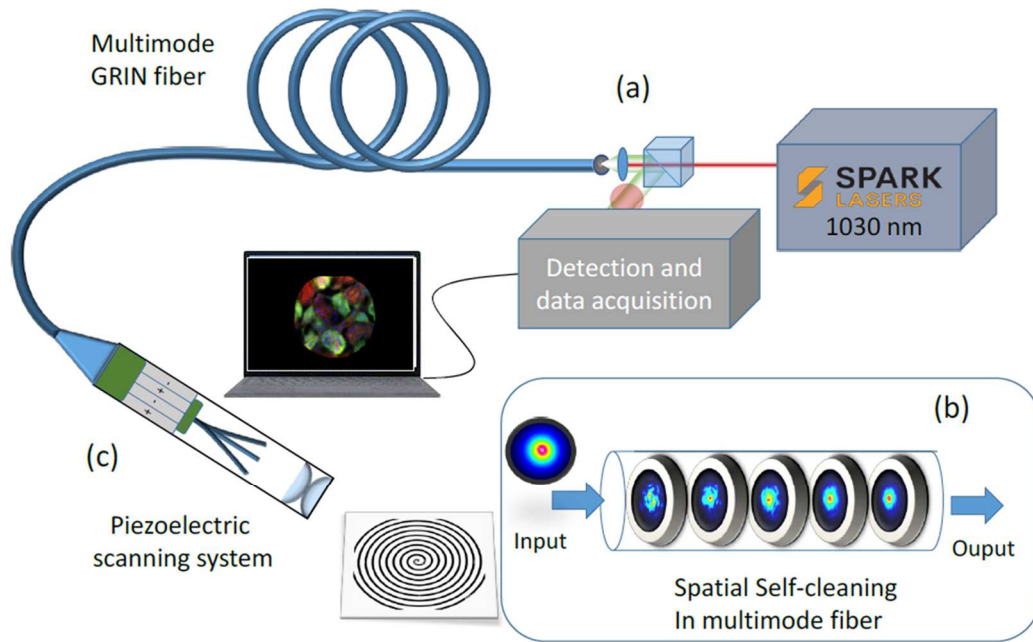 Multimode
GRIN fiber
(a)
SPARK
LASERS
1030 nm
Detection and
data acquisition
(c)
Piezoelectric
scanning system
(b)
Input
Ouput
Spatial Self-cleaning
In multimode fiber